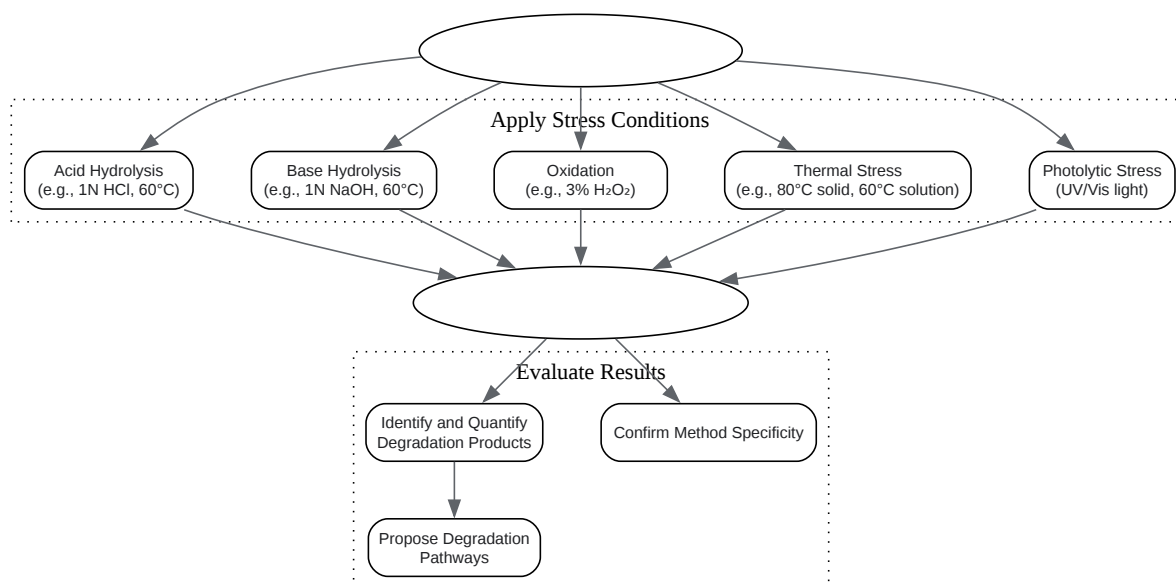 Apply Stress Conditions
Acid Hydrolysis
(e.g., 1N HCl, 60°C)
Base Hydrolysis
(e.g., 1N NaOH, 60°C)
Oxidation
(e.g., 3% H₂O₂)
Thermal Stress
(e.g., 80°C solid, 60°C solution)
Photolytic Stress
(UV/Vis light)
Evaluate Results
Identify and Quantify
Degradation Products
Confirm Method Specificity
Propose Degradation
Pathways